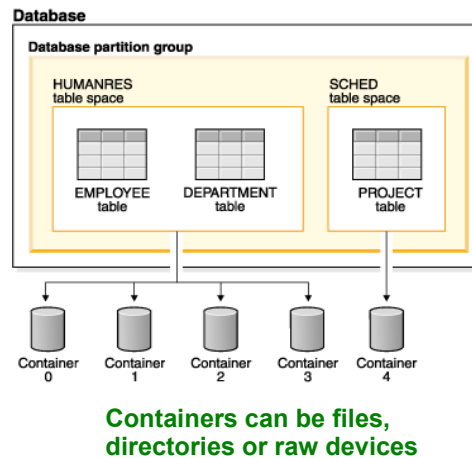 Database
Database partition group
HUMANRES
table space
SCHED
table space
EMPLOYEE
table
DEPARTMENT
table
PROJECT
table
Container
0
Container
1
Container
2
Container
3
Container
4
Containers can be files,
directories or raw devices